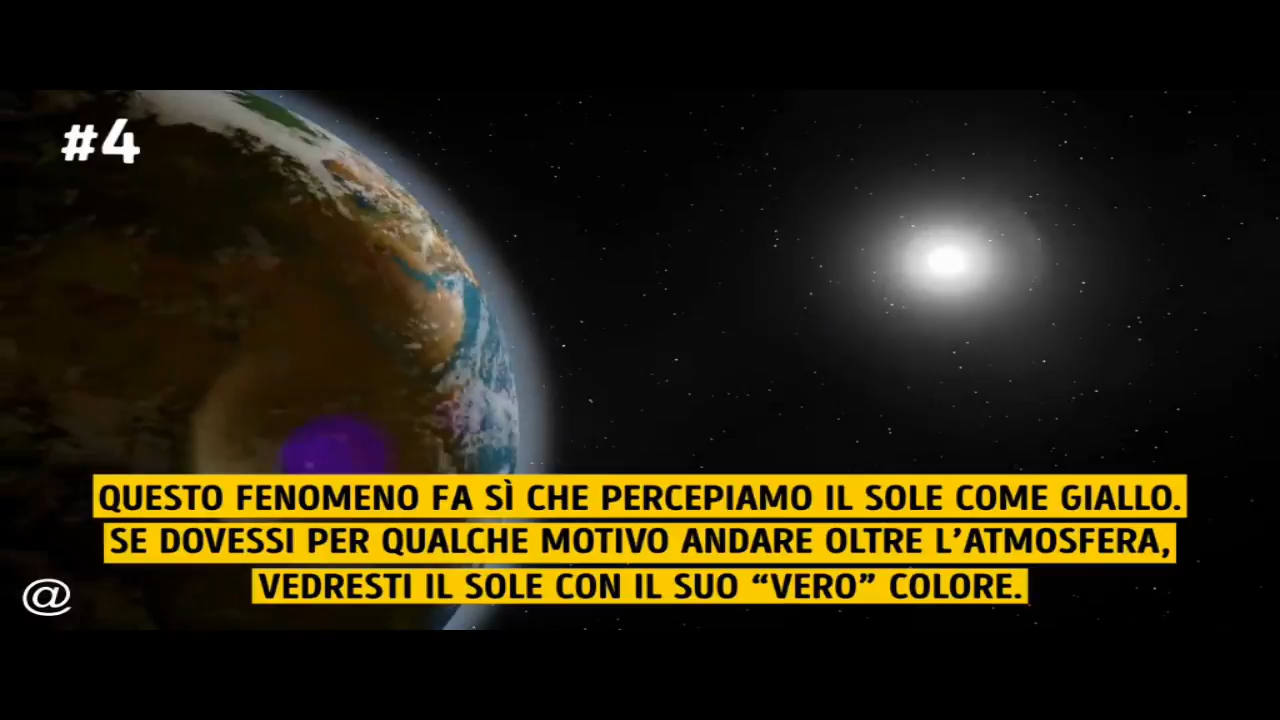 #4
QUESTO FENOMENO FA SÌ CHE PERCEPIAMO IL SOLE COME GIALLO.
SE DOVESSI PER QUALCHE MOTIVO ANDARE OLTRE L’ATMOSFERA,
VEDRESTI IL SOLE CON IL SUO “VERO” COLORE.
@